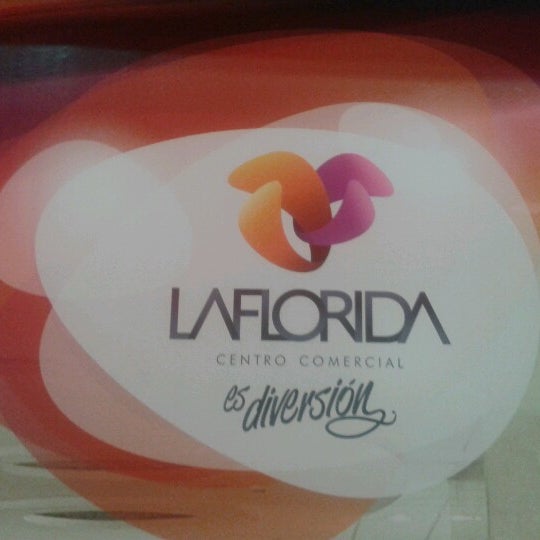 LAFLORIDA
CENTRO COMERCIAL
es diversión